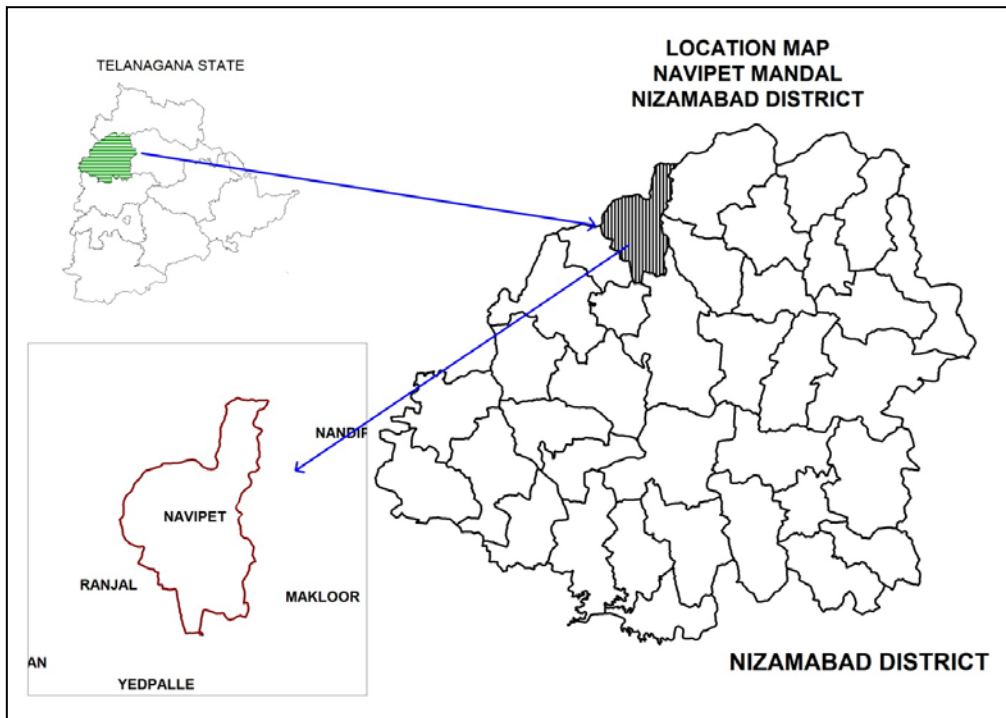 TELANAGANA STATE
LOCATION MAP
NAVIPET MANDAL
NIZAMABAD DISTRICT
NANDIP
NAVIPET
RANJAL
MAKLOOR
AN
YEDPALLE
NIZAMABAD DISTRICT